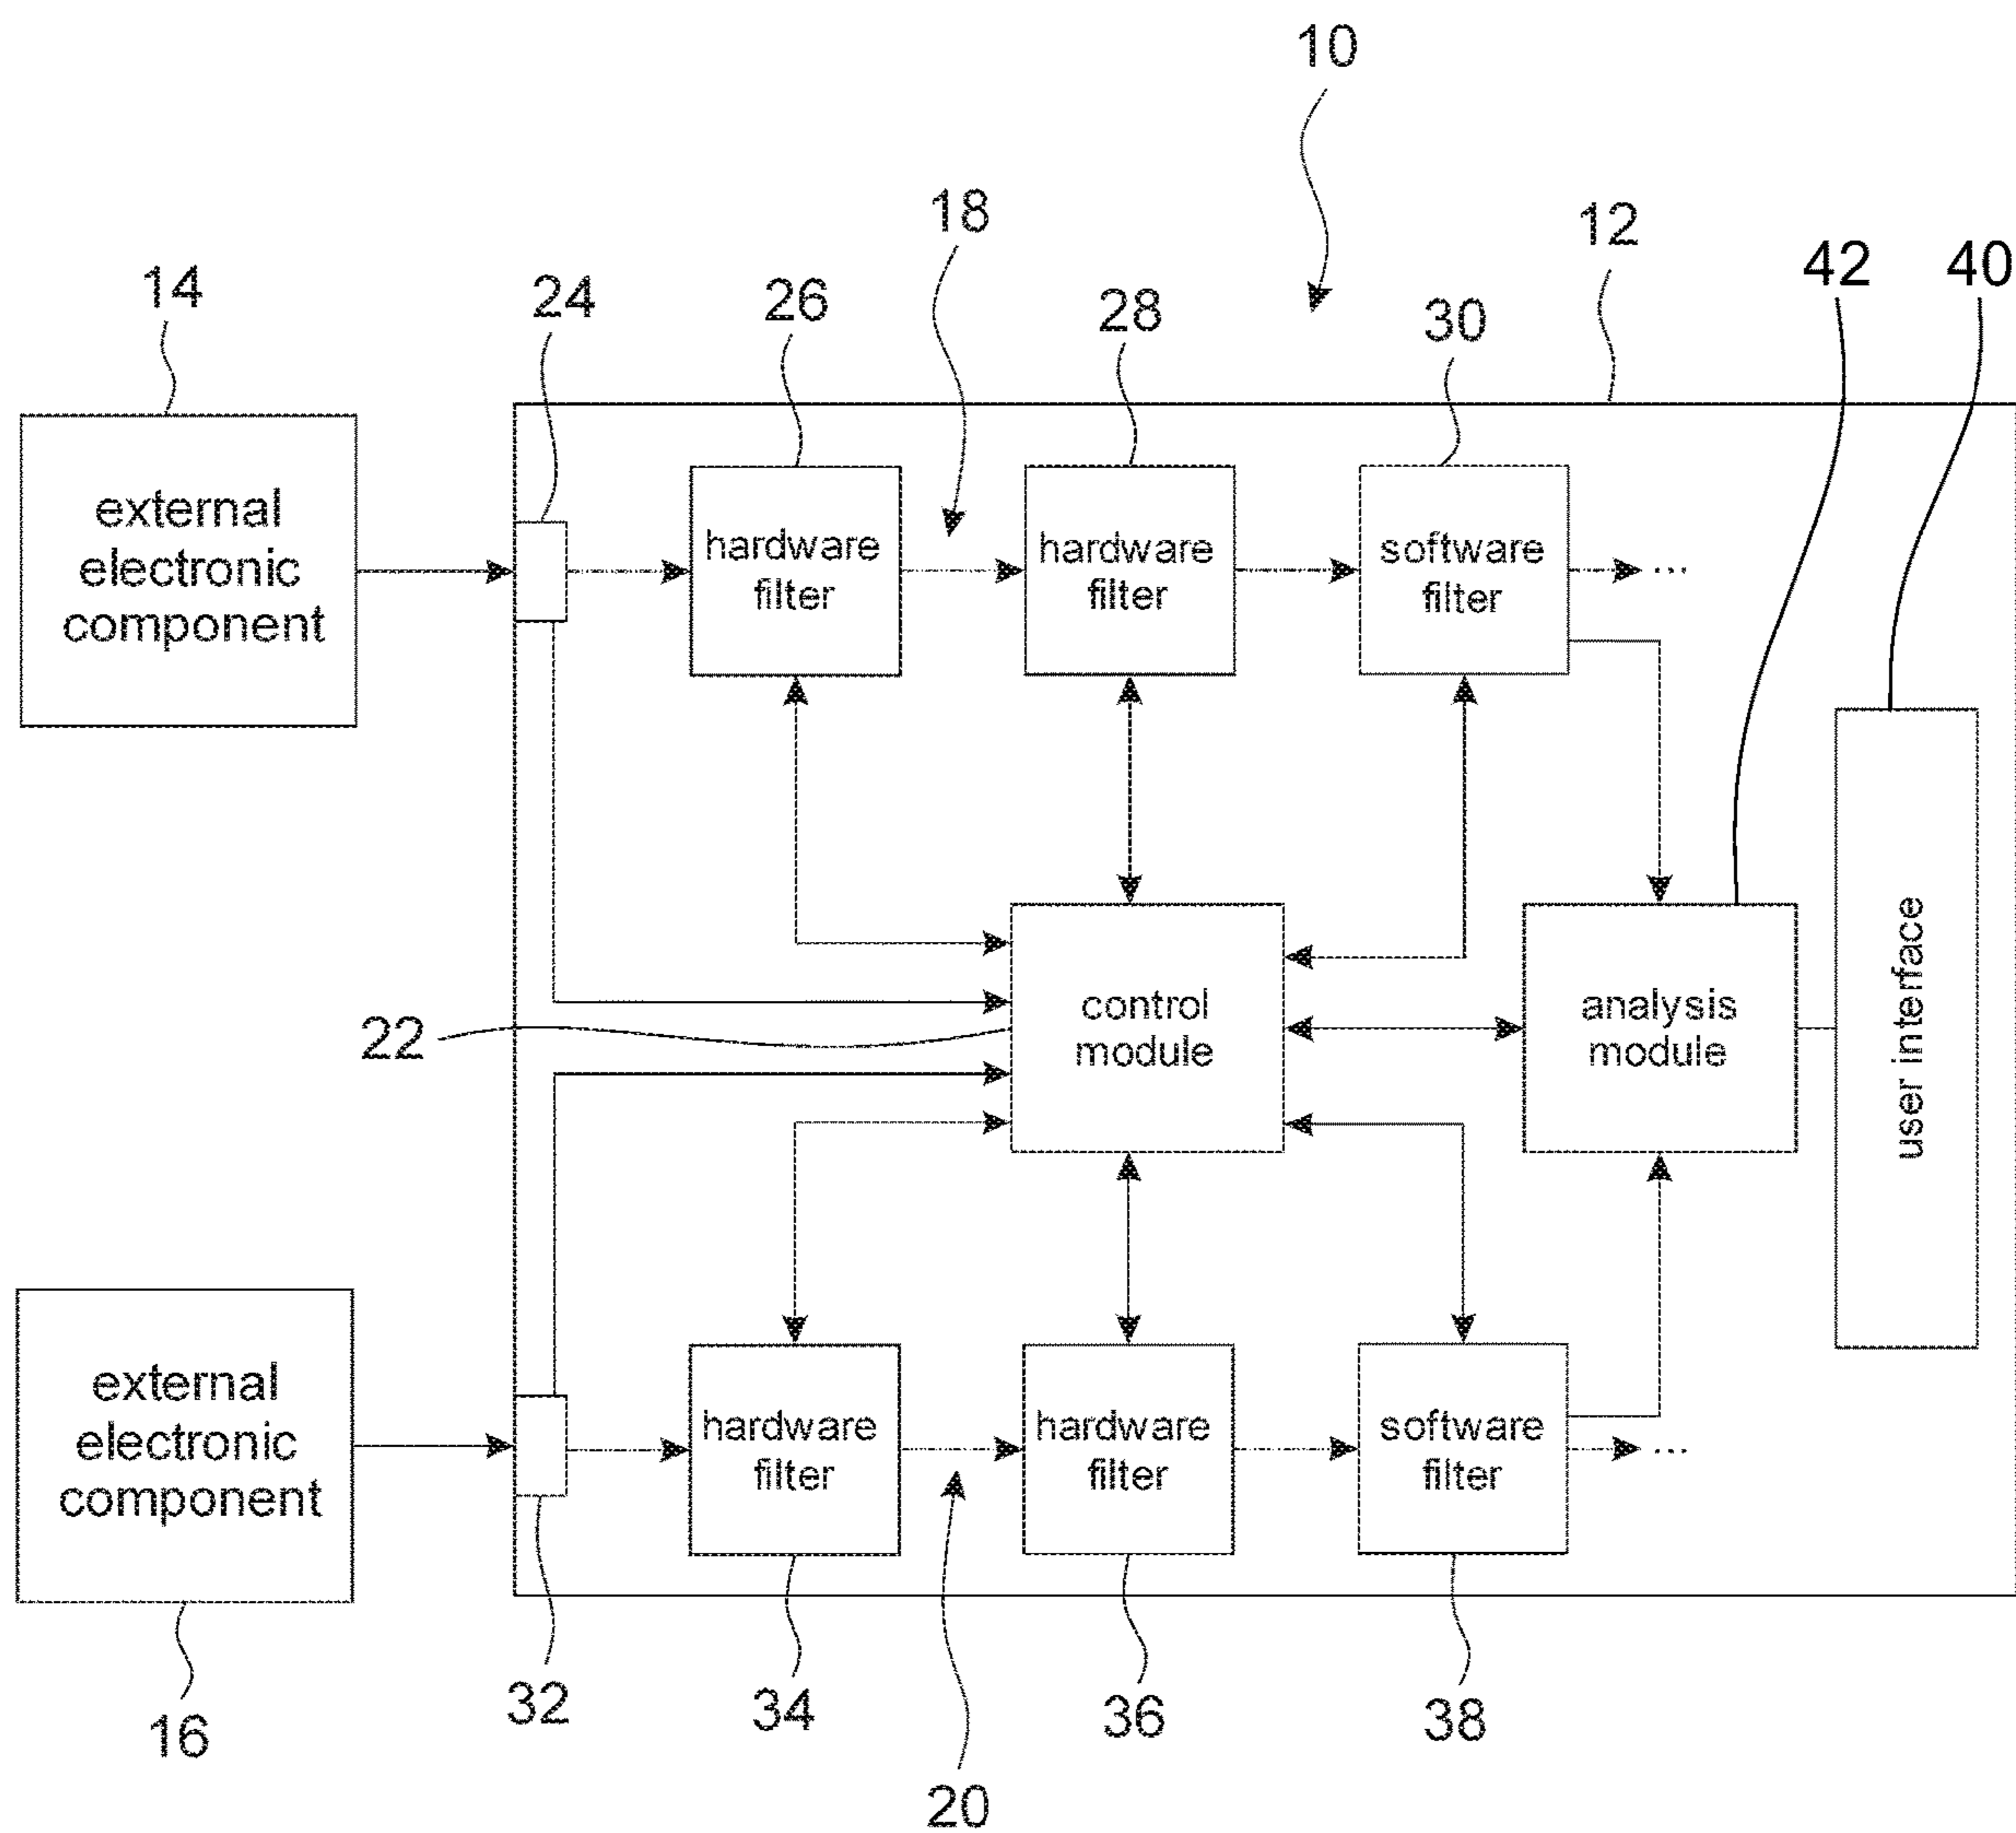 10
18
12
14
24
26
28
30
42
40
external
electronic
component
hardware
filter
hardware
filter
software
filter
...
22
control
module
analysis
module
user interface
external
electronic
component
hardware
filter
hardware
filter
software
filter
...
16
32
34
36
38
20